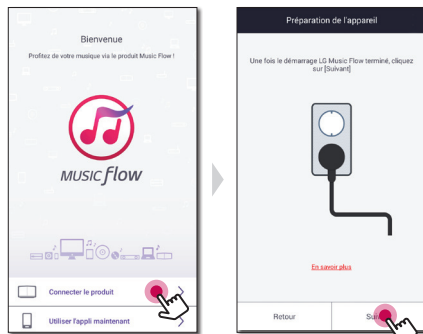 Bienvenue
Profitez de votre musique via le produit Music Flow !
MUSIC flow
Connecter le produit
Utiliser l'appli maintenant
Préparation de l'appareil
Une fois le démarrage LG Music Flow terminé, cliquez
sur [Suivant]
En savoir plus
Retour